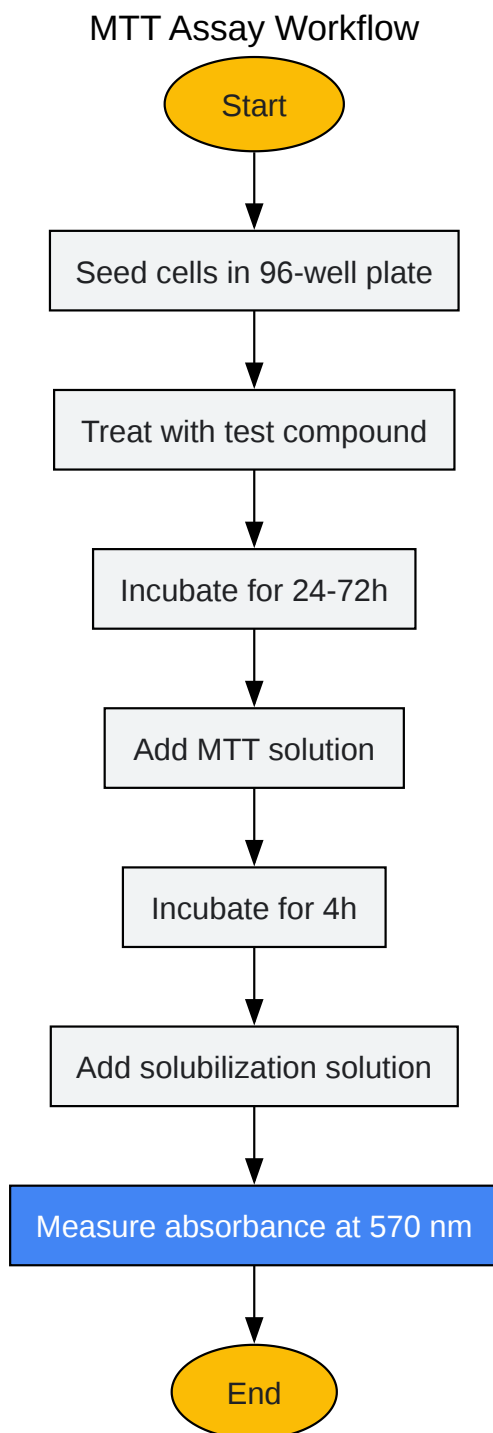 MTT Assay Workflow
Start
Seed cells in 96-well plate
Treat with test compound
Incubate for 24-72h
Add MTT solution
Incubate for 4h
Add solubilization solution
Measure absorbance at 570 nm
End